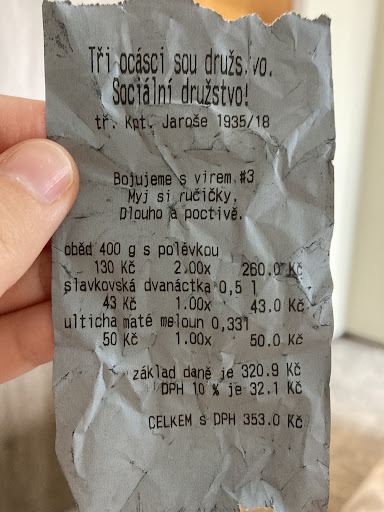 Tři ocásci sou družs.vo.
Sociální družstvo!
tř. Kpt. Jaroše 1935/18
Bojujeme s virem #3
Myj si ručičky.
Dlouho a poctivě.
oběd 400 g s polévkou
130 Kč 2.00x 260.0 Kč
slavkovská dvanáctka 0,5 l
43 Kč 1.00x 43.0 Kč
ulticha maté meloun 0,33l
50 Kč 1.00x 50.0 Kč
základ daně je 320.9 Kč
DPH 10 % je 32.1 Kč
CELKEM s DPH 353.0 Kč